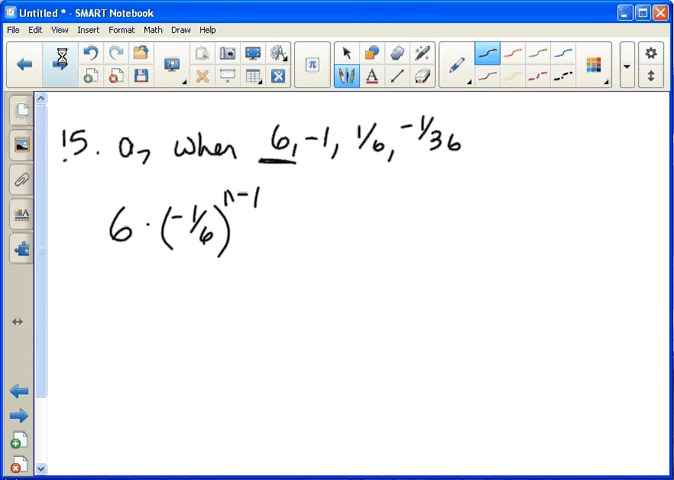 Untitled * - SMART Notebook
File Edit View Insert Format Math Draw Tools Help
π
A
15. a₇ when 6, -1, 1/6, -1/36
6 · (-1/6)ⁿ⁻¹